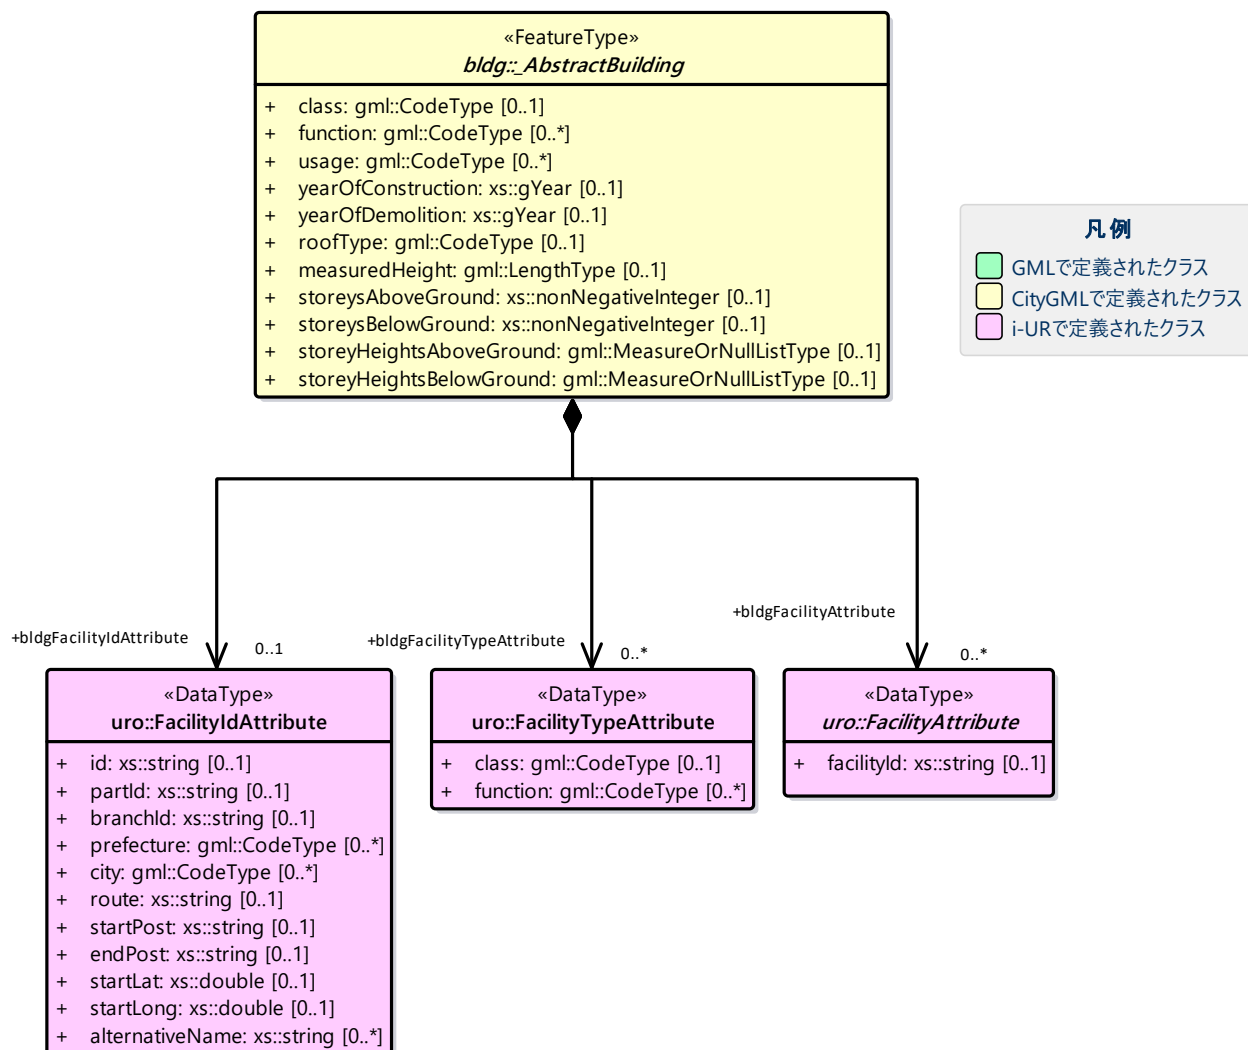 «FeatureType»
bldg::_AbstractBuilding
+ class: gml::CodeType [0..1]
+ function: gml::CodeType [0..*]
+ usage: gml::CodeType [0..*]
+ yearOfConstruction: xs::gYear [0..1]
+ yearOfDemolition: xs::gYear [0..1]
+ roofType: gml::CodeType [0..1]
+ measuredHeight: gml::LengthType [0..1]
+ storeysAboveGround: xs::nonNegativeInteger [0..1]
+ storeysBelowGround: xs::nonNegativeInteger [0..1]
+ storeyHeightsAboveGround: gml::MeasureOrNullListType [0..1]
+ storeyHeightsBelowGround: gml::MeasureOrNullListType [0..1]
凡例
GMLで定義されたクラス
CityGMLで定義されたクラス
i-URで定義されたクラス
+bldgFacilityIdAttribute
0..1
+bldgFacilityTypeAttribute
0..*
+bldgFacilityAttribute
0..*
«DataType»
uro::FacilityIdAttribute
+ id: xs::string [0..1]
+ partId: xs::string [0..1]
+ branchId: xs::string [0..1]
+ prefecture: gml::CodeType [0..*]
+ city: gml::CodeType [0..*]
+ route: xs::string [0..1]
+ startPost: xs::string [0..1]
+ endPost: xs::string [0..1]
+ startLat: xs::double [0..1]
+ startLong: xs::double [0..1]
+ alternativeName: xs::string [0..*]
«DataType»
uro::FacilityTypeAttribute
+ class: gml::CodeType [0..1]
+ function: gml::CodeType [0..*]
«DataType»
uro::FacilityAttribute
+ facilityId: xs::string [0..1]